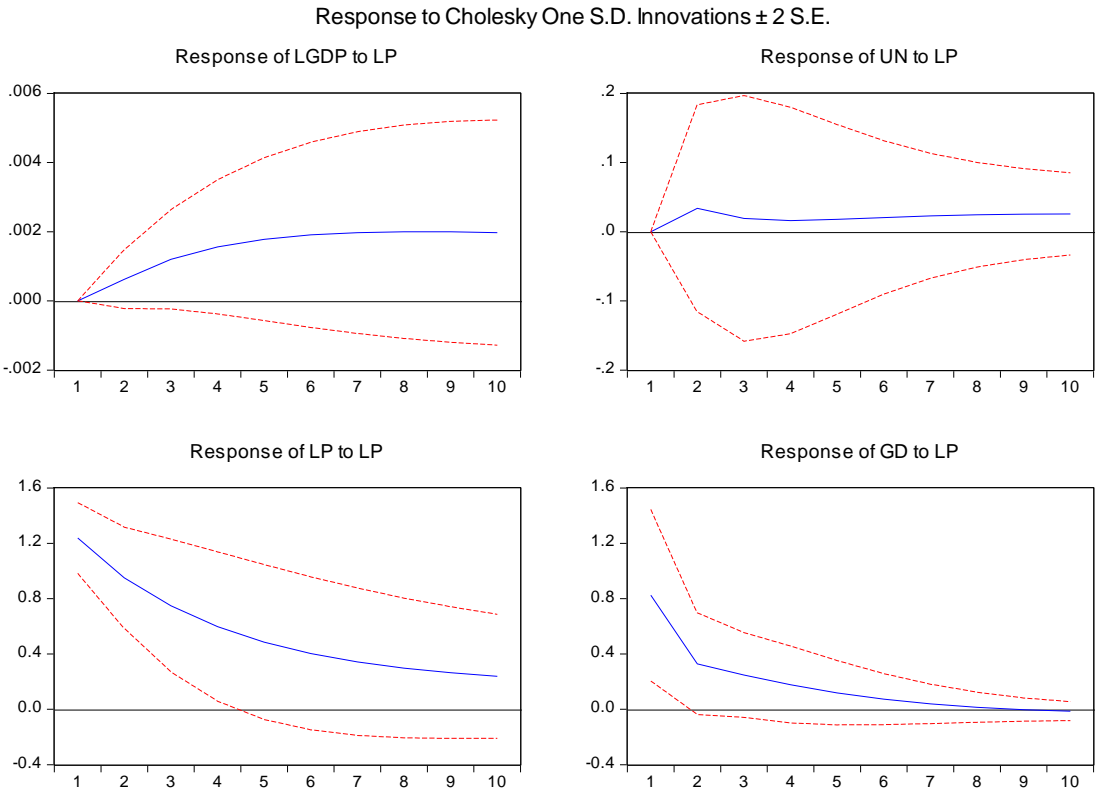 Response to Cholesky One S.D. Innovations ± 2 S.E.
Response of LGDP to LP
.006
.004
.002
.000
-.002
1 2 3 4 5 6 7 8 9 10
Response of UN to LP
.2
.1
.0
-.1
-.2
1 2 3 4 5 6 7 8 9 10
Response of LP to LP
1.6
1.2
0.8
0.4
0.0
-0.4
1 2 3 4 5 6 7 8 9 10
Response of GD to LP
1.6
1.2
0.8
0.4
0.0
-0.4
1 2 3 4 5 6 7 8 9 10